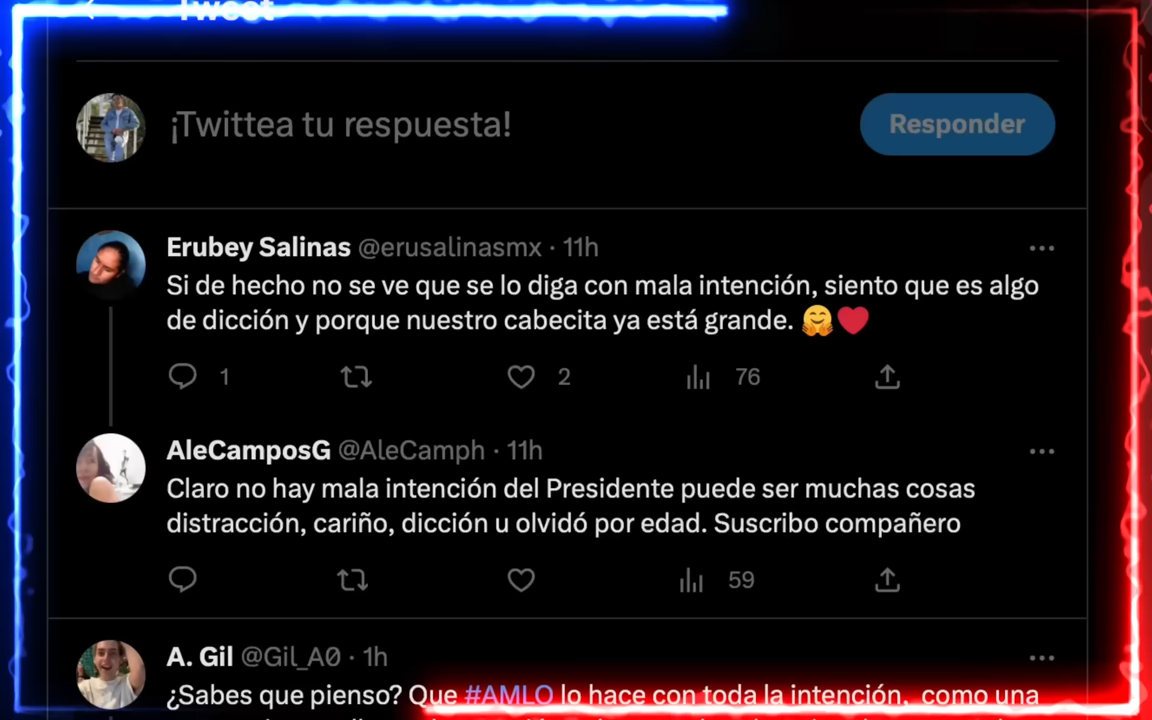 Tweet
¡Twittea tu respuesta!
Responder
Erubey Salinas @erusalinasmx · 11h
Si de hecho no se ve que se lo diga con mala intención, siento que es algo
de dicción y porque nuestro cabecita ya está grande. 🤗❤️
1 2 76
AleCamposG @AleCamph · 11h
Claro no hay mala intención del Presidente puede ser muchas cosas
distracción, cariño, dicción u olvidó por edad. Suscribo compañero
59
A. Gil @Gil_A0 · 1h
¿Sabes que pienso? Que #AMLO lo hace con toda la intención, como una